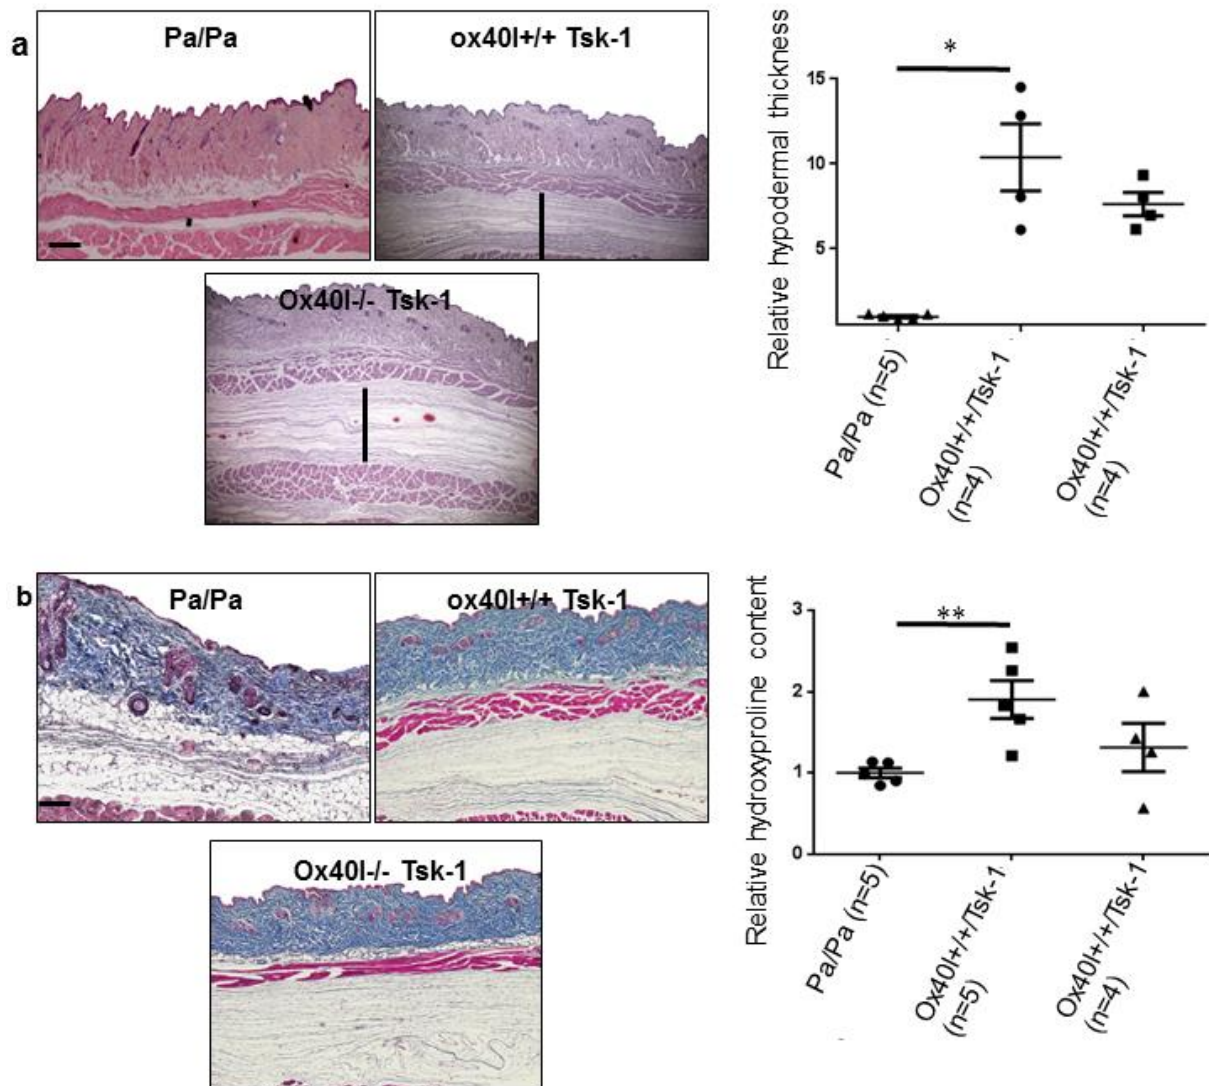 a
Pa/Pa
ox40l+/+ Tsk-1
Ox40l-/- Tsk-1
Relative hypodermal thickness
15
10
5
*
Pa/Pa (n=5)
Ox40l+/+/Tsk-1
(n=4)
Ox40l+/+/Tsk-1
(n=4)
b
Pa/Pa
ox40l+/+ Tsk-1
Ox40l-/- Tsk-1
Relative hydroxyproline content
3
2
1
0
**
Pa/Pa (n=5)
Ox40l+/+/Tsk-1
(n=5)
Ox40l+/+/Tsk-1
(n=4)